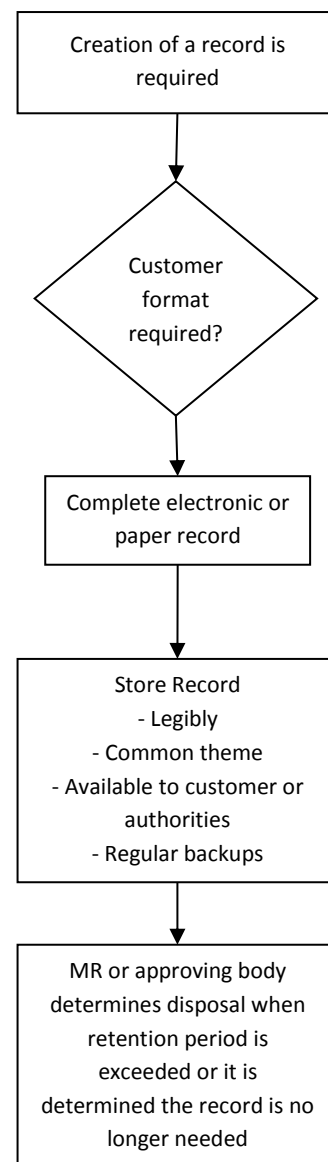 Creation of a record is
required
Customer
format
required?
Complete electronic or
paper record
Store Record
- Legibly
- Common theme
- Available to customer or
authorities
- Regular backups
MR or approving body
determines disposal when
retention period is
exceeded or it is
determined the record is no
longer needed